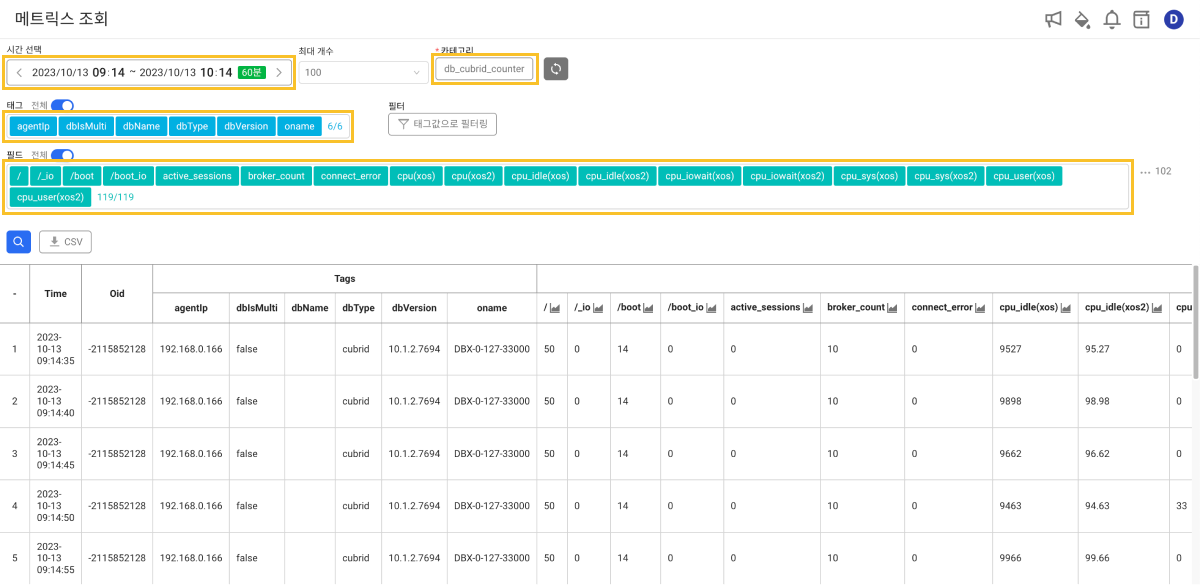 메트릭스 조회
D
시간 선택
최대 개수
* 카테고리
2023/10/13 09:14 ~ 2023/10/13 10:14 60분
100
db_cubrid_counter
태그 전체
필터
agentIp dbIsMulti dbName dbType dbVersion oname 6/6
태그값으로 필터링
필드 전체
/ /_io /boot /boot_io active_sessions broker_count connect_error cpu(xos) cpu(xos2) cpu_idle(xos) cpu_idle(xos2) cpu_iowait(xos) cpu_iowait(xos2) cpu_sys(xos) cpu_sys(xos2) cpu_user(xos)
... 102
cpu_user(xos2) 119/119
CSV
Tags
- Time Oid
agentIp dbIsMulti dbName dbType dbVersion oname / /_io /boot /boot_io active_sessions broker_count connect_error cpu_idle(xos) cpu_idle(xos2) cpu
1 2023-10-13 09:14:35 -2115852128 192.168.0.166 false cubrid 10.1.2.7694 DBX-0-127-33000 50 0 14 0 0 10 0 9527 95.27 0
2 2023-10-13 09:14:40 -2115852128 192.168.0.166 false cubrid 10.1.2.7694 DBX-0-127-33000 50 0 14 0 0 10 0 9898 98.98 0
3 2023-10-13 09:14:45 -2115852128 192.168.0.166 false cubrid 10.1.2.7694 DBX-0-127-33000 50 0 14 0 0 10 0 9662 96.62 0
4 2023-10-13 09:14:50 -2115852128 192.168.0.166 false cubrid 10.1.2.7694 DBX-0-127-33000 50 0 14 0 0 10 0 9463 94.63 33
5 2023-10-13 09:14:55 -2115852128 192.168.0.166 false cubrid 10.1.2.7694 DBX-0-127-33000 50 0 14 0 0 10 0 9966 99.66 0